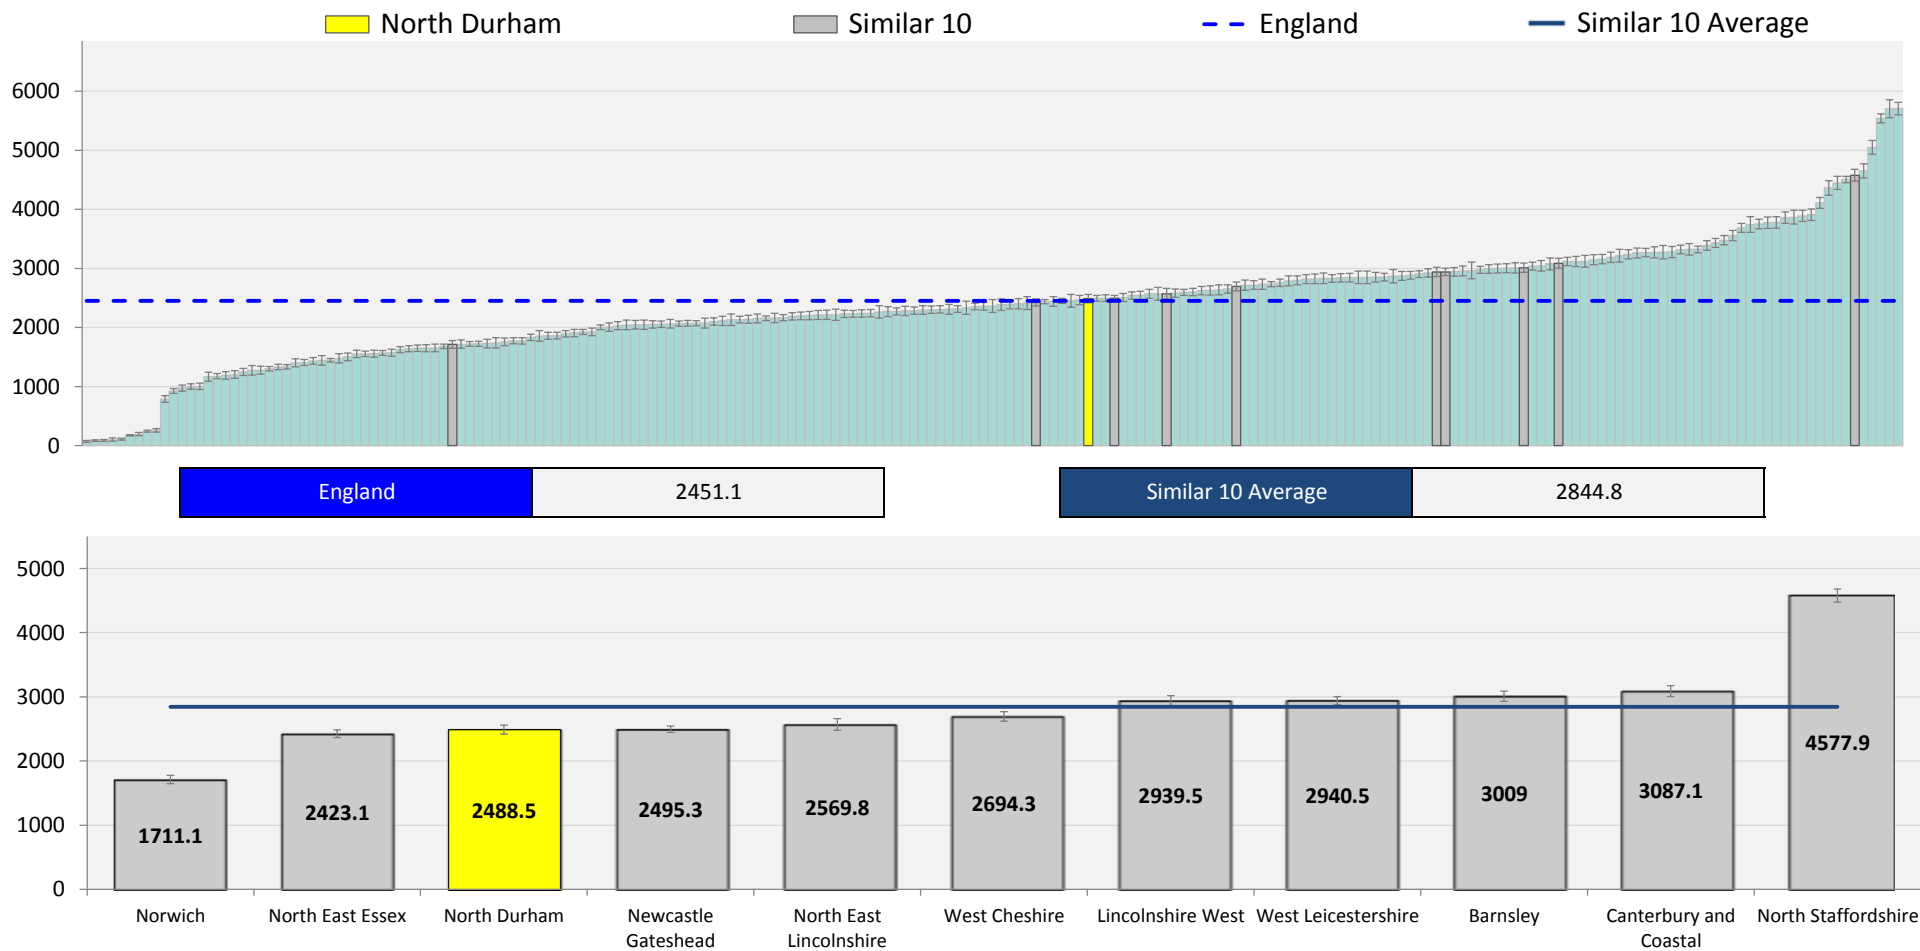 North Durham
Similar 10
England
Similar 10 Average
6000
5000
4000
3000
2000
1000
0
England
2451.1
Similar 10 Average
2844.8
5000
4000
3000
2000
1000
0
1711.1
2423.1
2488.5
2495.3
2569.8
2694.3
2939.5
2940.5
3009
3087.1
4577.9
Norwich
North East Essex
North Durham
Newcastle
Gateshead
North East
Lincolnshire
West Cheshire
Lincolnshire West
West Leicestershire
Barnsley
Canterbury and
Coastal
North Staffordshire